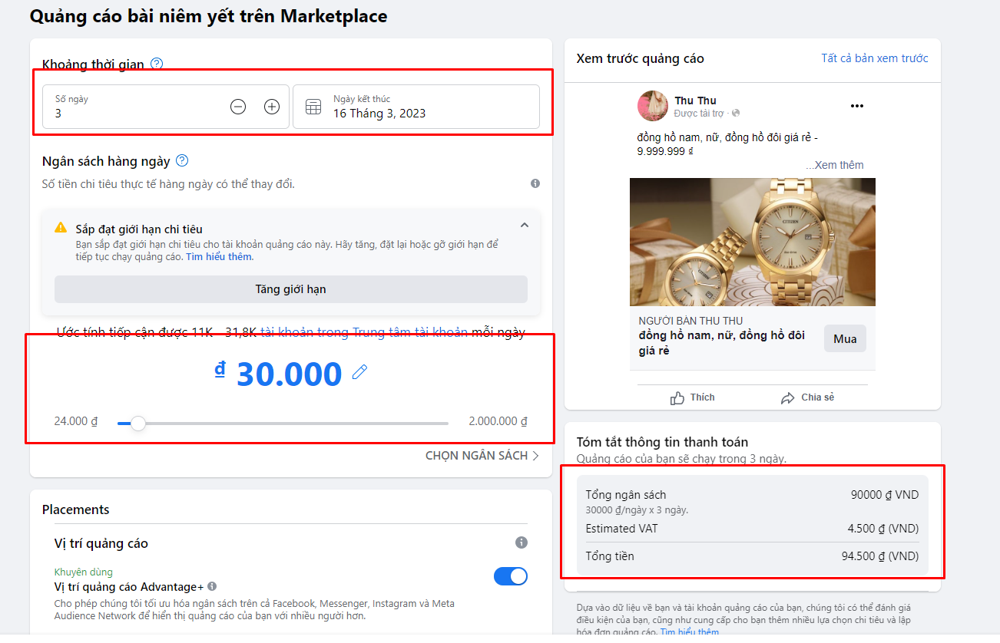 Quảng cáo bài niêm yết trên Marketplace
Khoảng thời gian
Số ngày
3
Ngày kết thúc
16 Tháng 3, 2023
Ngân sách hàng ngày
Số tiền chi tiêu thực tế hàng ngày có thể thay đổi.
Sắp đạt giới hạn chi tiêu
Bạn sắp đạt giới hạn chi tiêu cho tài khoản quảng cáo này. Hãy tăng, đặt lại hoặc gỡ giới hạn để
tiếp tục chạy quảng cáo. Tìm hiểu thêm.
Tăng giới hạn
Ước tính tiếp cận được 11K - 31,8K tài khoản trong Trung tâm tài khoản mỗi ngày
₫ 30.000
24.000 ₫
2.000.000 ₫
CHỌN NGÂN SÁCH
Placements
Vị trí quảng cáo
Khuyên dùng
Vị trí quảng cáo Advantage+
Cho phép chúng tôi tối ưu hóa ngân sách trên cả Facebook, Messenger, Instagram và Meta
Audience Network để hiển thị quảng cáo của bạn với nhiều người hơn.
Xem trước quảng cáo
Tất cả bản xem trước
Thu Thu
Được tài trợ ·
đồng hồ nam, nữ, đồng hồ đôi giá rẻ -
9.999.999 ₫
...Xem thêm
CITIZEN
CITIZEN
NGƯỜI BÁN THU THU
đồng hồ nam, nữ, đồng hồ đôi
giá rẻ
Mua
Thích
Chia sẻ
Tóm tắt thông tin thanh toán
Quảng cáo của bạn sẽ chạy trong 3 ngày.
Tổng ngân sách
90000 ₫ VND
30000 ₫/ngày x 3 ngày.
Estimated VAT
4.500 ₫ (VND)
Tổng tiền
94.500 ₫ (VND)
Dựa vào dữ liệu về bạn và tài khoản quảng cáo của bạn, chúng tôi có thể đánh giá
điều kiện của bạn, cũng như cung cấp cho bạn thêm nhiều lựa chọn chi tiêu và lập
hóa đơn quảng cáo. Tìm hiểu thêm